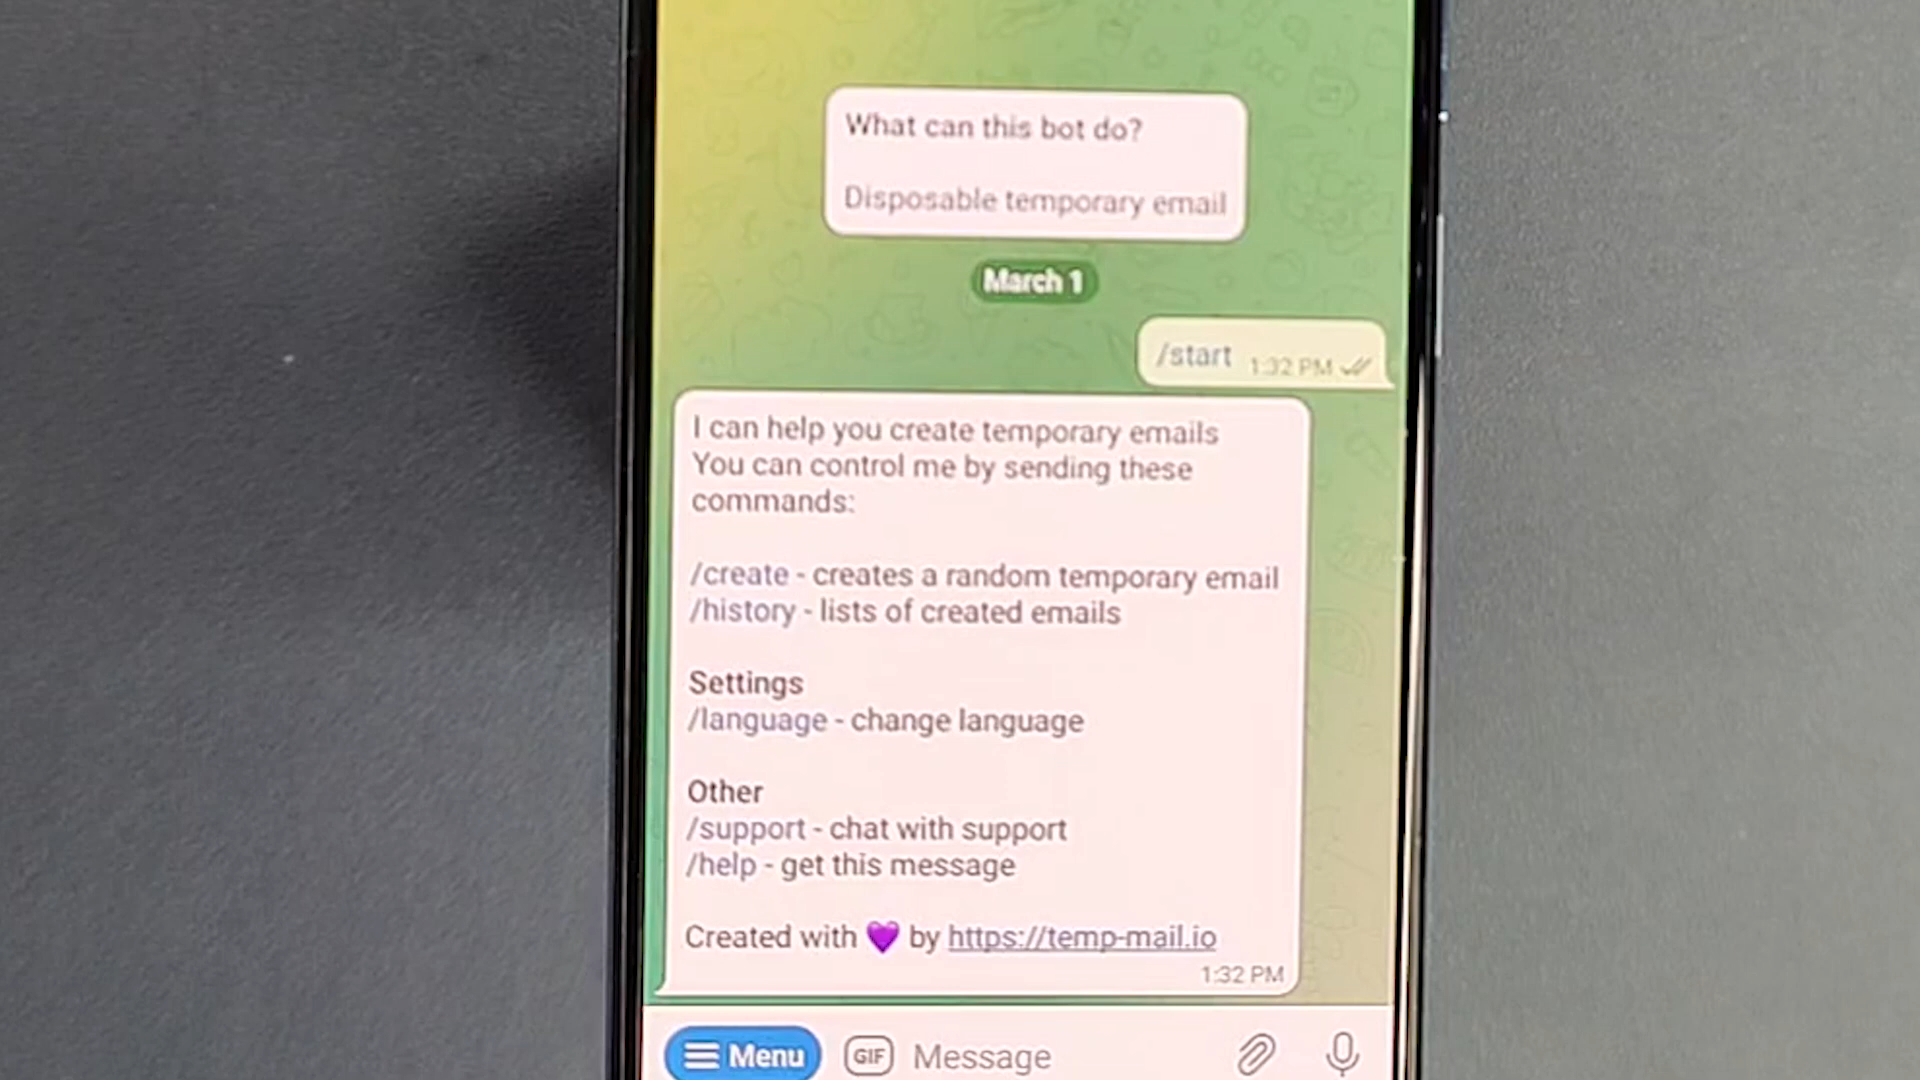 What can this bot do?
Disposable temporary email
March 1
/start 1:32 PM
I can help you create temporary emails
You can control me by sending these
commands:
/create - creates a random temporary email
/history - lists of created emails
Settings
/language - change language
Other
/support - chat with support
/help - get this message
Created with 💜 by https://temp-mail.io
1:32 PM
Menu GIF Message